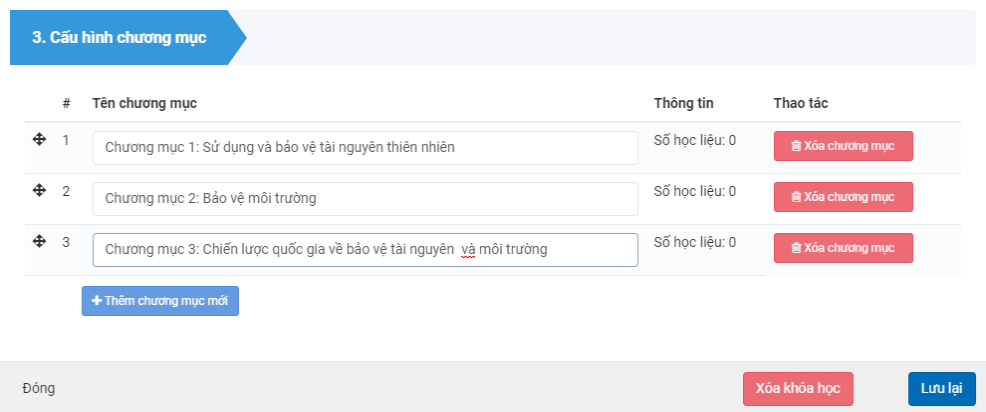 3. Cấu hình chương mục
# Tên chương mục Thông tin Thao tác
1 Chương mục 1: Sử dụng và bảo vệ tài nguyên thiên nhiên Số học liệu: 0 Xóa chương mục
2 Chương mục 2: Bảo vệ môi trường Số học liệu: 0 Xóa chương mục
3 Chương mục 3: Chiến lược quốc gia về bảo vệ tài nguyên  và môi trường Số học liệu: 0 Xóa chương mục
+ Thêm chương mục mới
Đóng Xóa khóa học Lưu lại